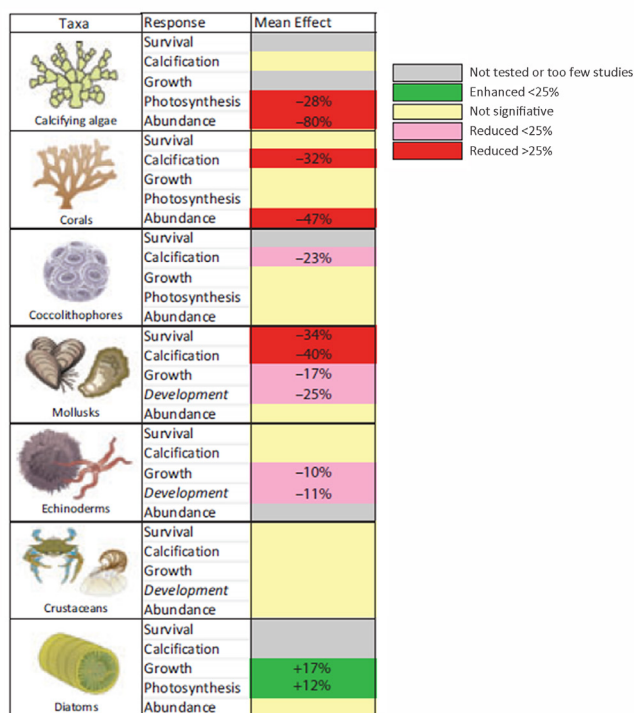 Taxa Response Mean Effect
Survival
Calcification
Growth
Photosynthesis −28%
Calcifying algae Abundance −80%
Survival
Calcification −32%
Growth
Photosynthesis
Corals Abundance −47%
Survival
Calcification −23%
Growth
Photosynthesis
Coccolithophores Abundance
Survival −34%
Calcification −40%
Growth −17%
Development −25%
Mollusks Abundance
Survival
Calcification
Growth −10%
Development −11%
Echinoderms Abundance
Survival
Calcification
Growth
Development
Crustaceans Abundance
Survival
Calcification
Growth +17%
Photosynthesis +12%
Diatoms Abundance
Not tested or too few studies
Enhanced <25%
Not signifiative
Reduced <25%
Reduced >25%